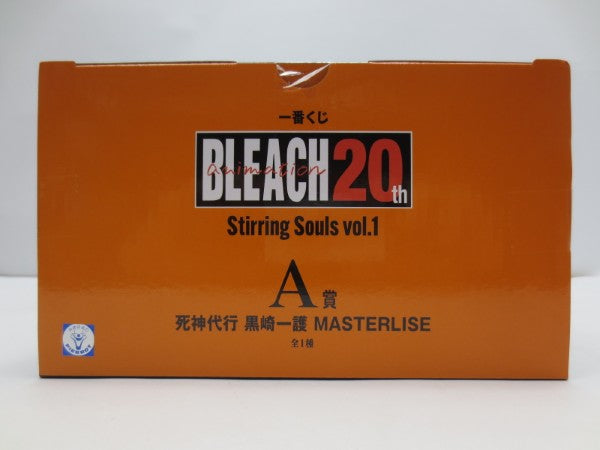 一番くじ
BLEACH 20th
animation
Stirring Souls vol.1
A賞
死神代行 黒崎一護 MASTERLISE
全1種
PIERROT